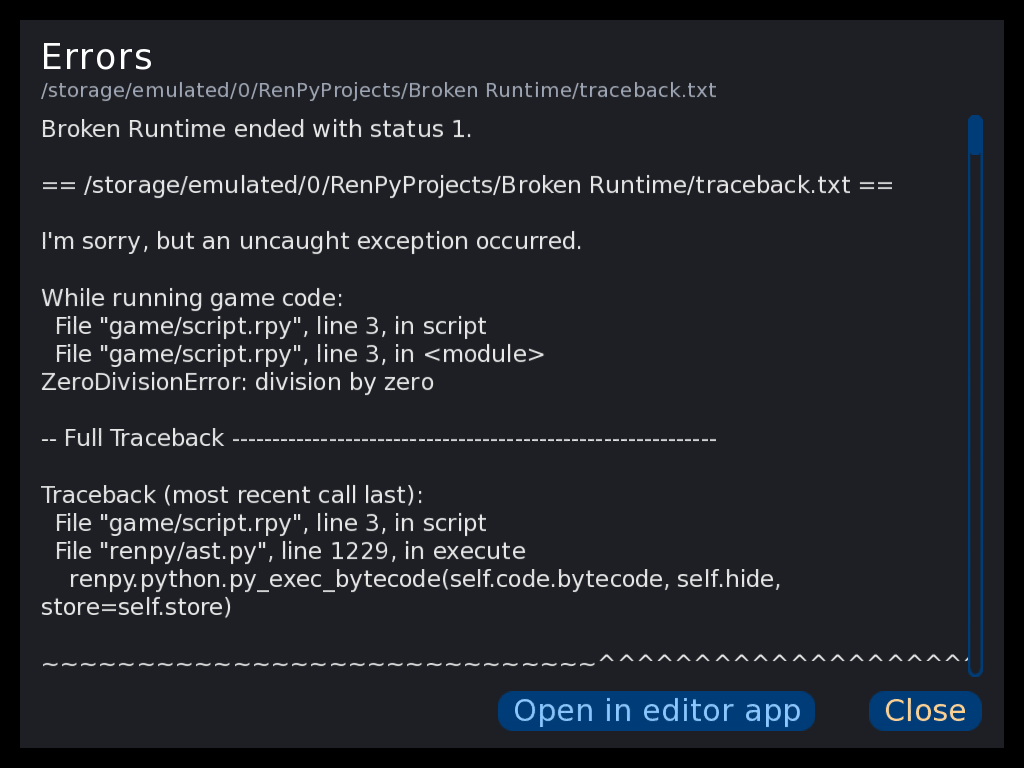 Errors
/storage/emulated/0/RenPyProjects/Broken Runtime/traceback.txt
Broken Runtime ended with status 1.
== /storage/emulated/0/RenPyProjects/Broken Runtime/traceback.txt ==
I'm sorry, but an uncaught exception occurred.
While running game code:
  File "game/script.rpy", line 3, in script
  File "game/script.rpy", line 3, in <module>
ZeroDivisionError: division by zero
-- Full Traceback ------------------------------------------------------------
Traceback (most recent call last):
  File "game/script.rpy", line 3, in script
  File "renpy/ast.py", line 1229, in execute
    renpy.python.py_exec_bytecode(self.code.bytecode, self.hide,
store=self.store)
~~~~~~~~~~~~~~~~~~~~~~~~~~~~~^^^^^^^^^^^^^^^^^^^^
Open in editor app
Close